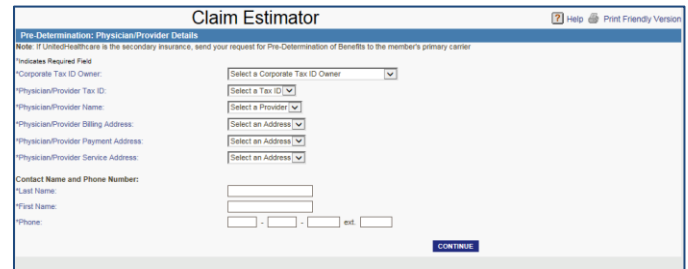 Claim Estimator
? Help Print Friendly Version
Pre-Determination: Physician/Provider Details
Note: If UnitedHealthcare is the secondary insurance, send your request for Pre-Determination of Benefits to the member's primary carrier
*Indicates Required Field
*Corporate Tax ID Owner: Select a Corporate Tax ID Owner
*Physician/Provider Tax ID: Select a Tax ID
*Physician/Provider Name: Select a Provider
*Physician/Provider Billing Address: Select an Address
*Physician/Provider Payment Address: Select an Address
*Physician/Provider Service Address: Select an Address
Contact Name and Phone Number:
*Last Name:
*First Name:
*Phone: - - ext.
CONTINUE